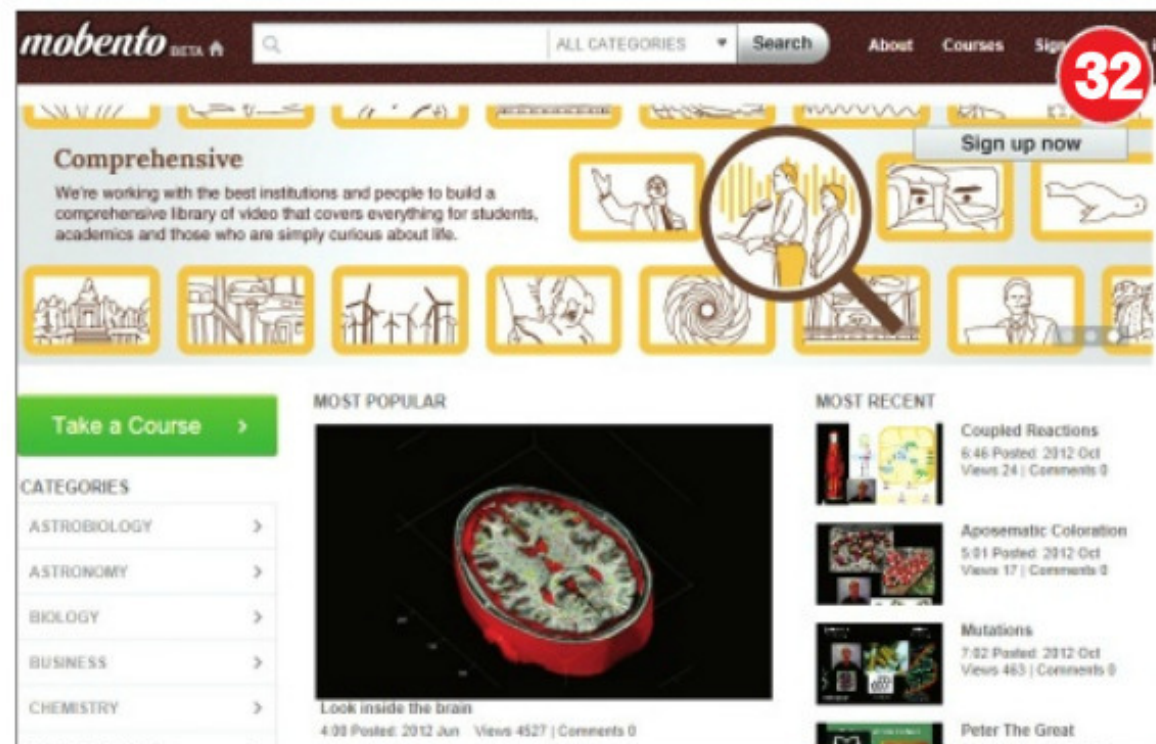 mobento BETA
ALL CATEGORIES
Search
About
Courses
32
Sign up now
Comprehensive
We're working with the best institutions and people to build a
comprehensive library of video that covers everything for students,
academics and those who are simply curious about life.
Take a Course
CATEGORIES
ASTROBIOLOGY
ASTRONOMY
BIOLOGY
BUSINESS
CHEMISTRY
MOST POPULAR
Look inside the brain
4:00 Posted: 2012 Jun Views 4527 | Comments 0
MOST RECENT
Coupled Reactions
6:46 Posted: 2012 Oct
Views 24 | Comments 0
Aposematic Coloration
5:01 Posted: 2012 Oct
Views 17 | Comments 0
Mutations
7:02 Posted: 2012 Oct
Views 463 | Comments 0
Peter The Great